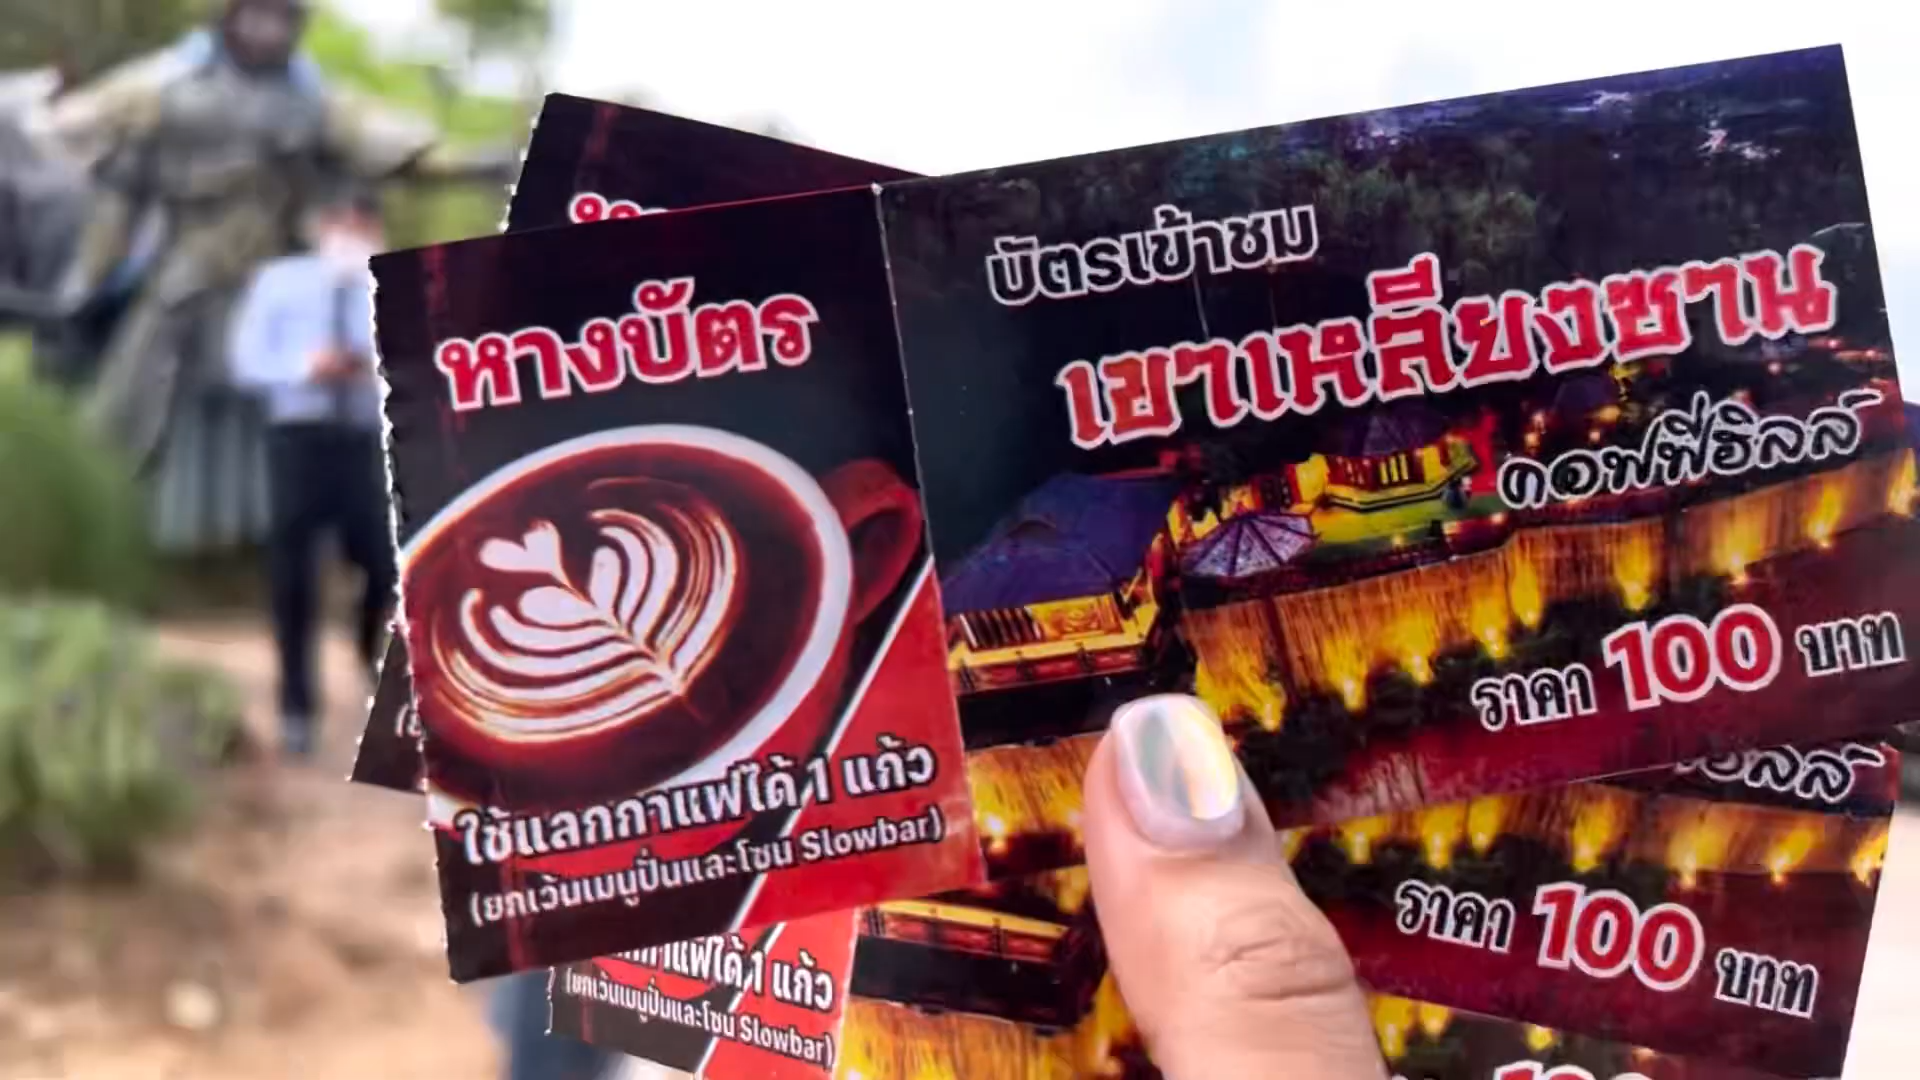 หางบัตร
ใช้แลกกาแฟได้ 1 แก้ว
(ยกเว้นเมนูปั่นและโซน Slowbar)
บัตรเข้าชม
เขาเหลียงซาน
คอฟฟี่ฮิลล์
ราคา 100 บาท
ราคา 100 บาท
กาแฟได้ 1 แก้ว
(ยกเว้นเมนูปั่นและโซน Slowbar)